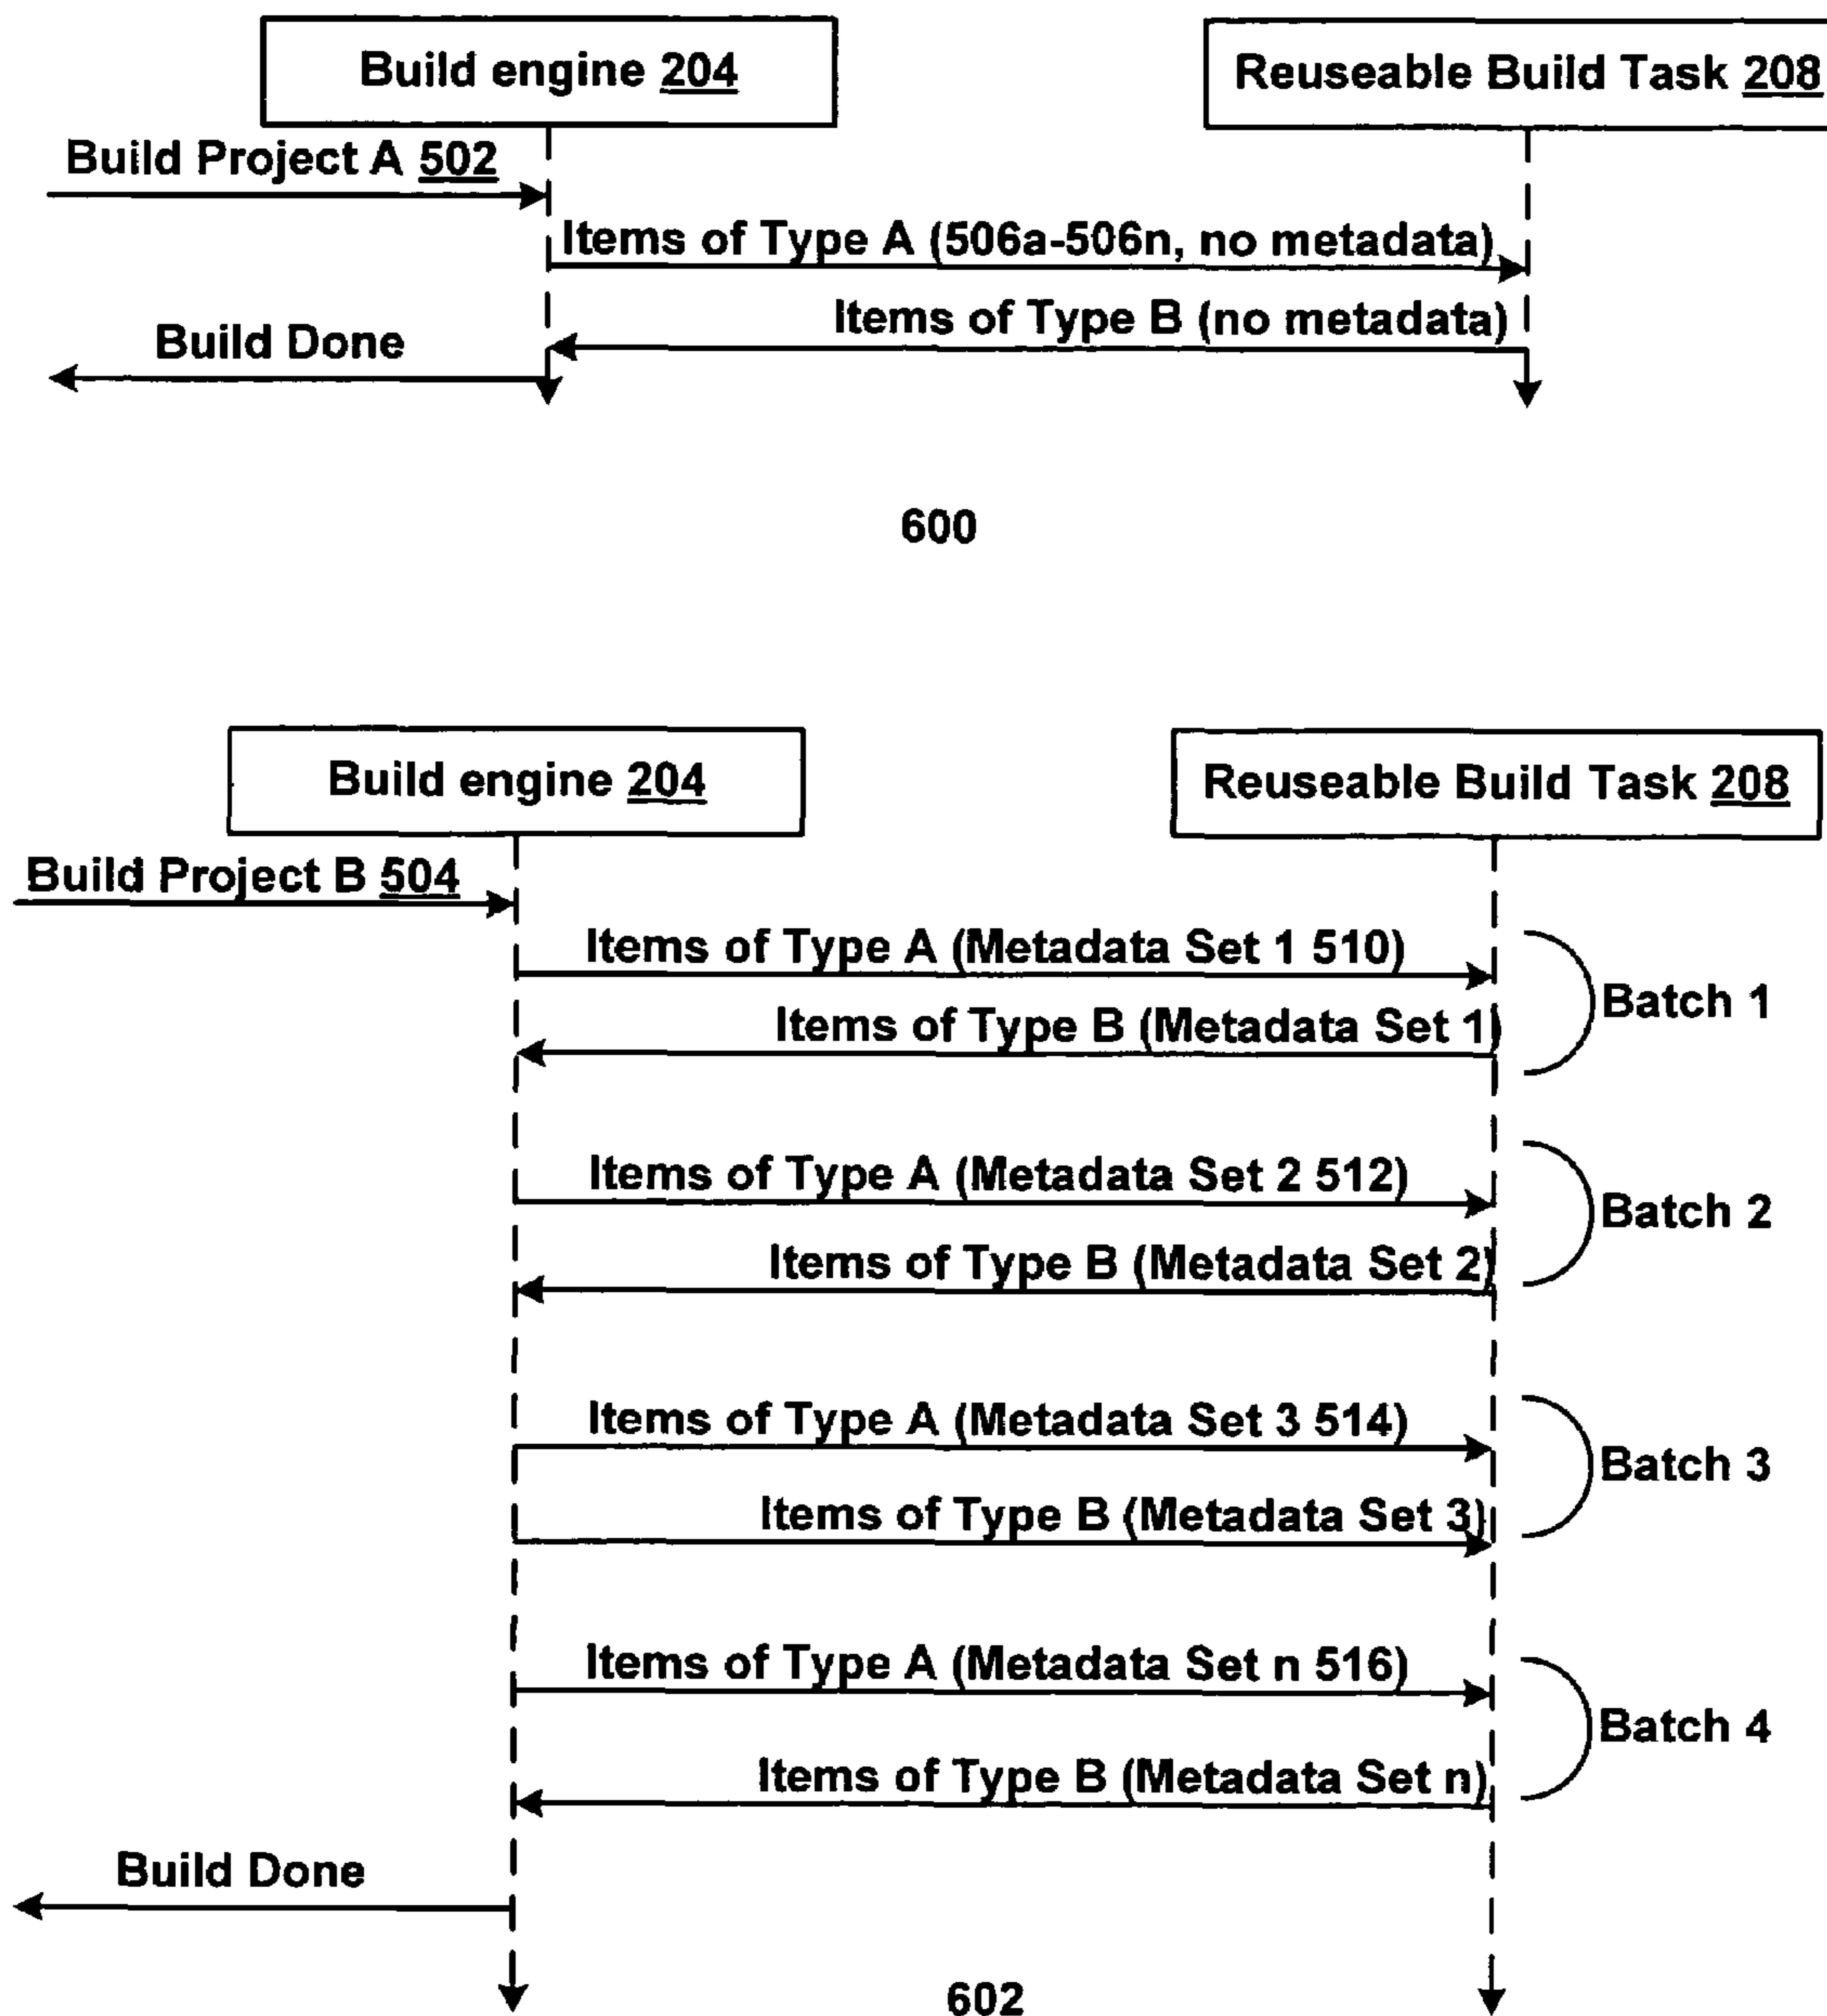 Build engine 204
Reuseable Build Task 208
Build Project A 502
Items of Type A (506a-506n, no metadata)
Items of Type B (no metadata)
Build Done
600
Build engine 204
Reuseable Build Task 208
Build Project B 504
Items of Type A (Metadata Set 1 510)
Batch 1
Items of Type B (Metadata Set 1)
Items of Type A (Metadata Set 2 512)
Batch 2
Items of Type B (Metadata Set 2)
Items of Type A (Metadata Set 3 514)
Batch 3
Items of Type B (Metadata Set 3)
Items of Type A (Metadata Set n 516)
Batch 4
Items of Type B (Metadata Set n)
Build Done
602